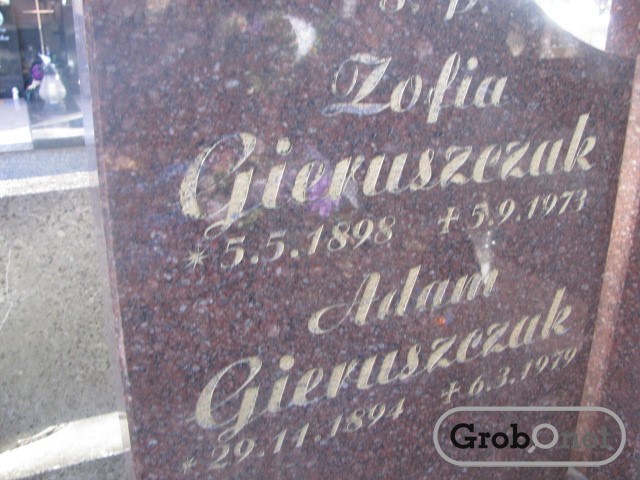 Ś. P.
Zofia
Gieruszczak
* 5.5.1898 ✝ 5.9.1973
Adam
Gieruszczak
* 29.11.1894 ✝ 6.3.1979
GrobOnet